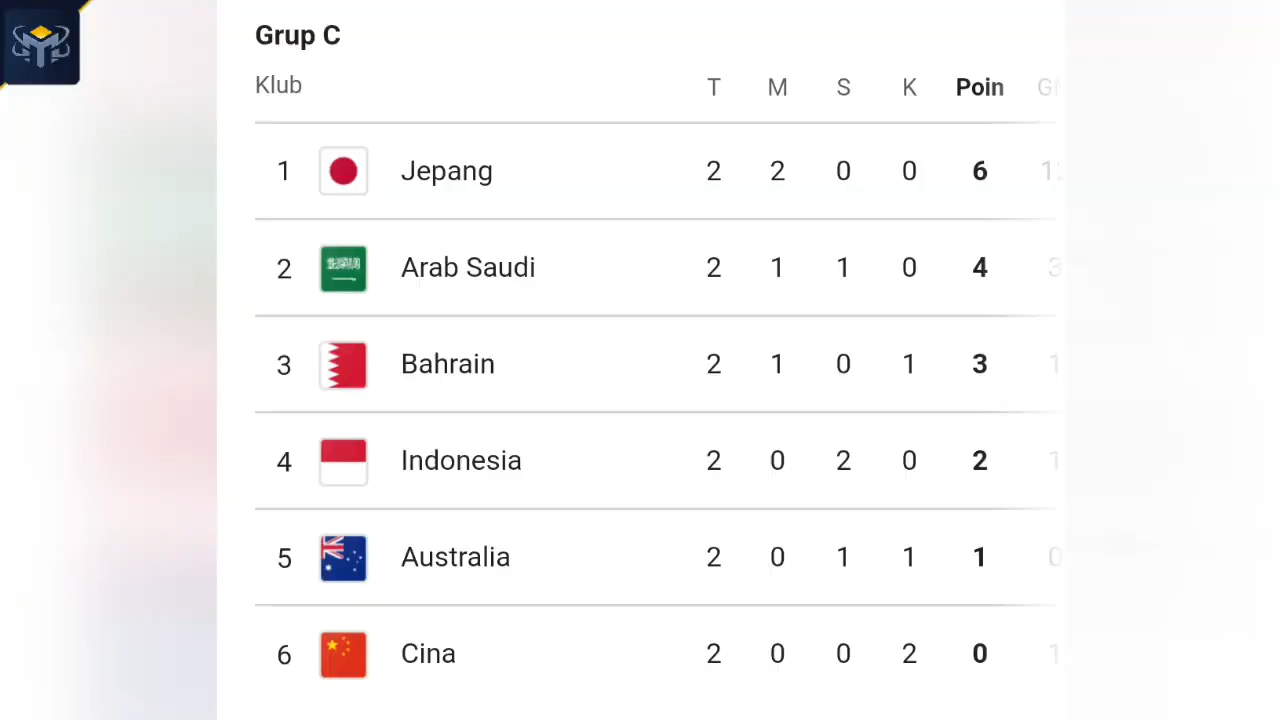 Grup C
Klub T M S K Poin
1 Jepang 2 2 0 0 6
2 Arab Saudi 2 1 1 0 4
3 Bahrain 2 1 0 1 3
4 Indonesia 2 0 2 0 2
5 Australia 2 0 1 1 1
6 Cina 2 0 0 2 0